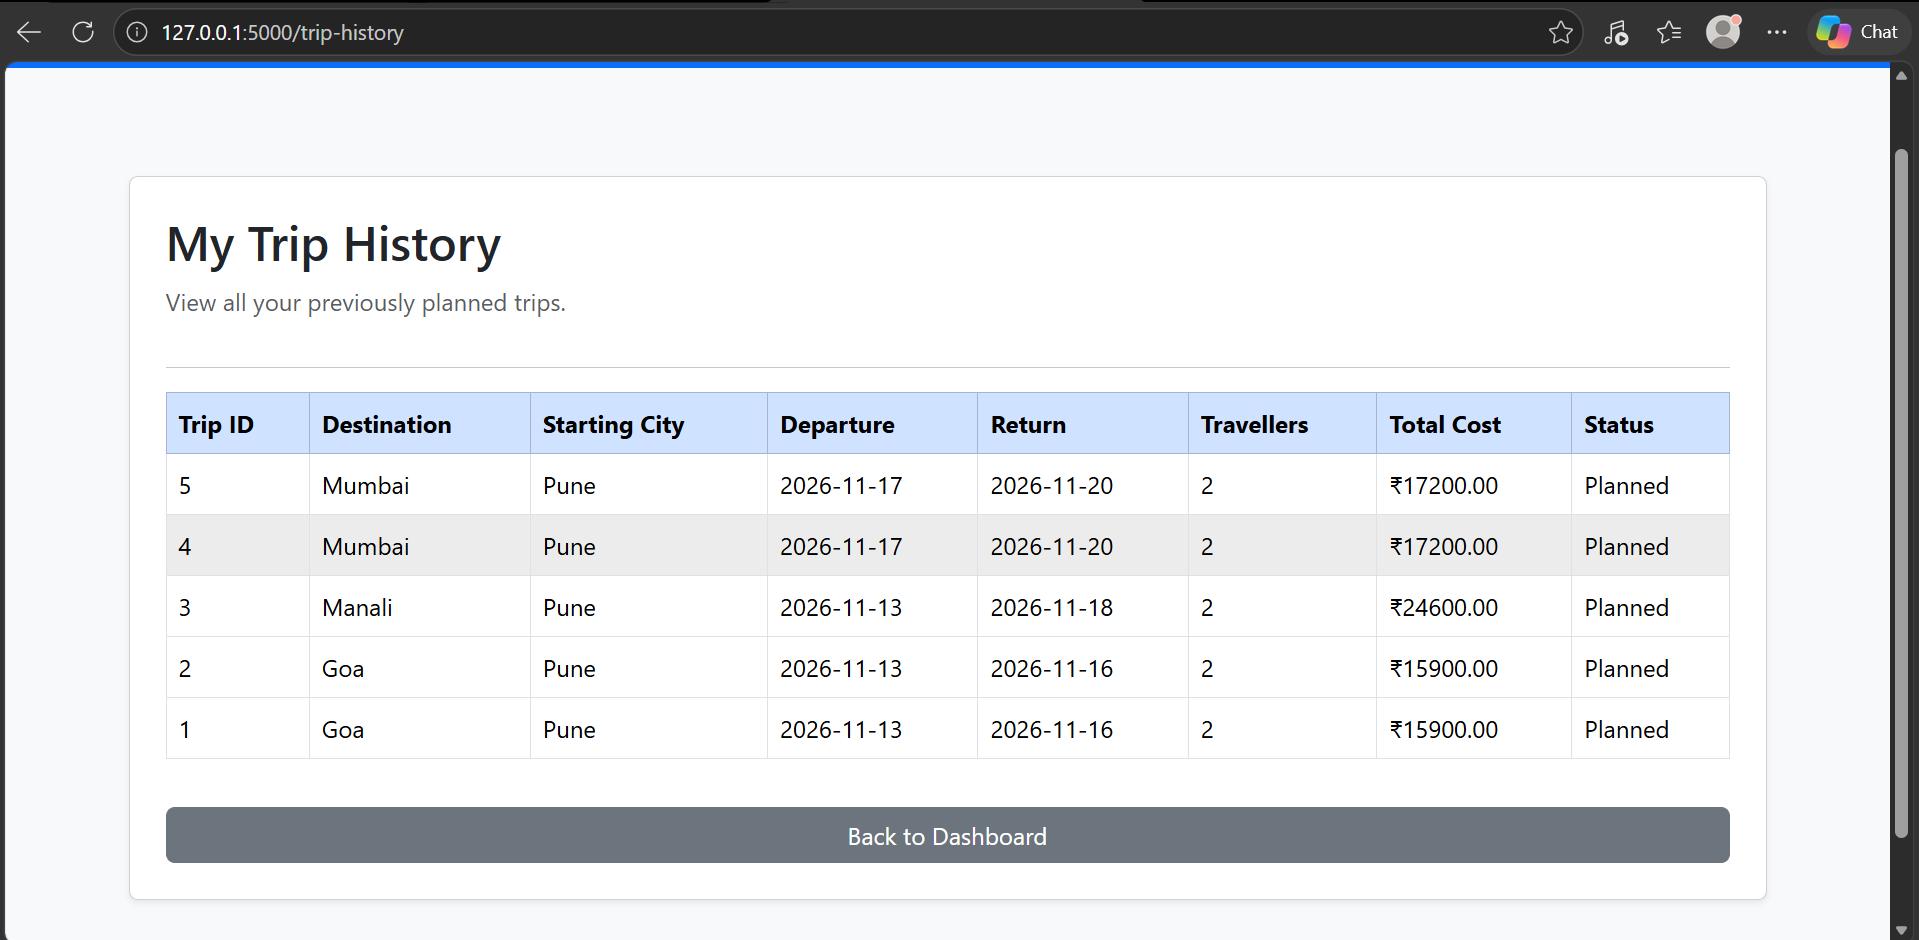 127.0.0.1:5000/trip-history
Chat
My Trip History
View all your previously planned trips.
Trip ID Destination Starting City Departure Return Travellers Total Cost Status
5 Mumbai Pune 2026-11-17 2026-11-20 2 ₹17200.00 Planned
4 Mumbai Pune 2026-11-17 2026-11-20 2 ₹17200.00 Planned
3 Manali Pune 2026-11-13 2026-11-18 2 ₹24600.00 Planned
2 Goa Pune 2026-11-13 2026-11-16 2 ₹15900.00 Planned
1 Goa Pune 2026-11-13 2026-11-16 2 ₹15900.00 Planned
Back to Dashboard